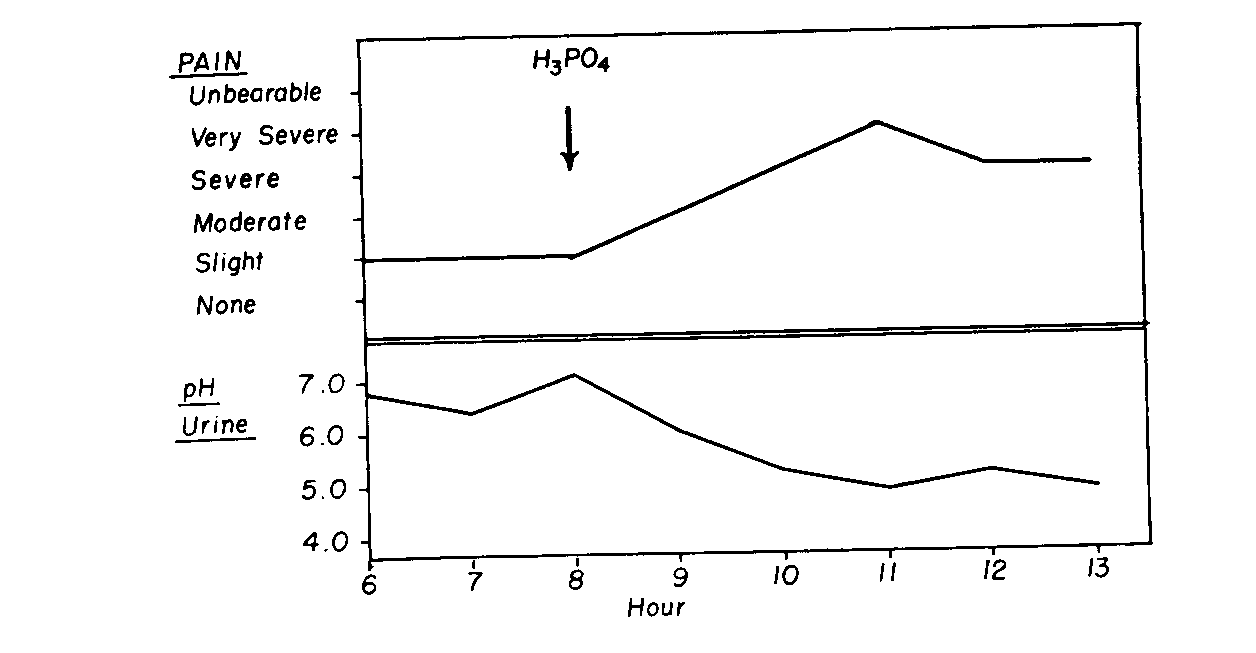 PAIN
H₃PO₄
Unbearable
Very Severe
Severe
Moderate
Slight
None
pH
Urine
7.0
6.0
5.0
4.0
6 7 8 9 10 11 12 13
Hour